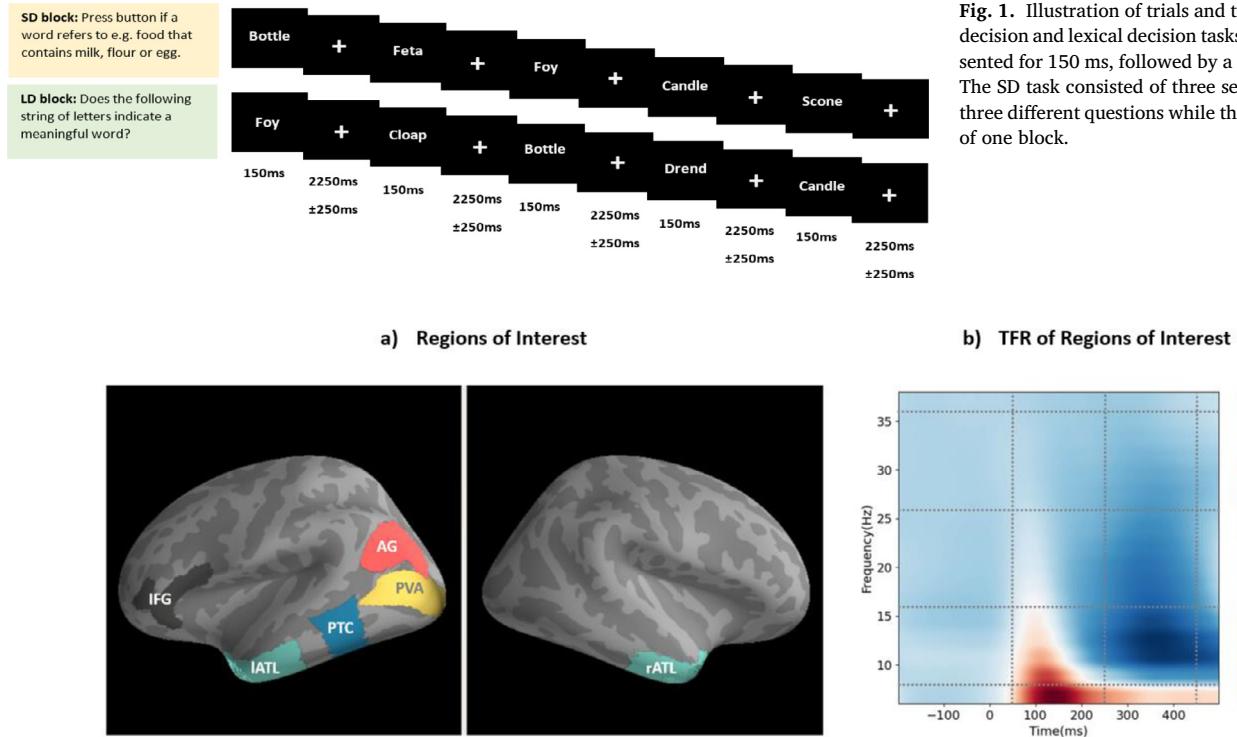 SD block: Press button if a
word refers to e.g. food that
contains milk, flour or egg.
Bottle
+
Feta
+
Foy
+
Candle
+
Scone
+
LD block: Does the following
string of letters indicate a
meaningful word?
Foy
+
Cloap
+
Bottle
+
Drend
+
Candle
+
150ms
2250ms
±250ms
150ms
2250ms
±250ms
150ms
2250ms
±250ms
150ms
2250ms
±250ms
150ms
2250ms
±250ms
Fig. 1. Illustration of trials and t
decision and lexical decision tasks
sented for 150 ms, followed by a
The SD task consisted of three se
three different questions while th
of one block.
a) Regions of Interest
IFG
AG
PVA
PTC
lATL
rATL
b) TFR of Regions of Interest
Frequency(Hz)
35
30
25
20
15
10
−100 0 100 200 300 400
Time(ms)